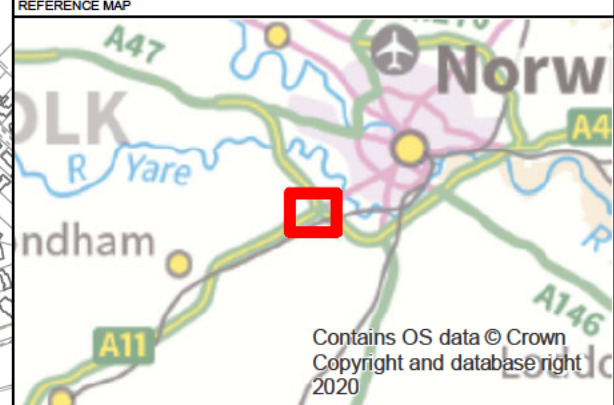 REFERENCE MAP
A47
Norw
OLK
A4
R Yare
ndham
R
A146
A11
Contains OS data © Crown
Copyright and database right
2020